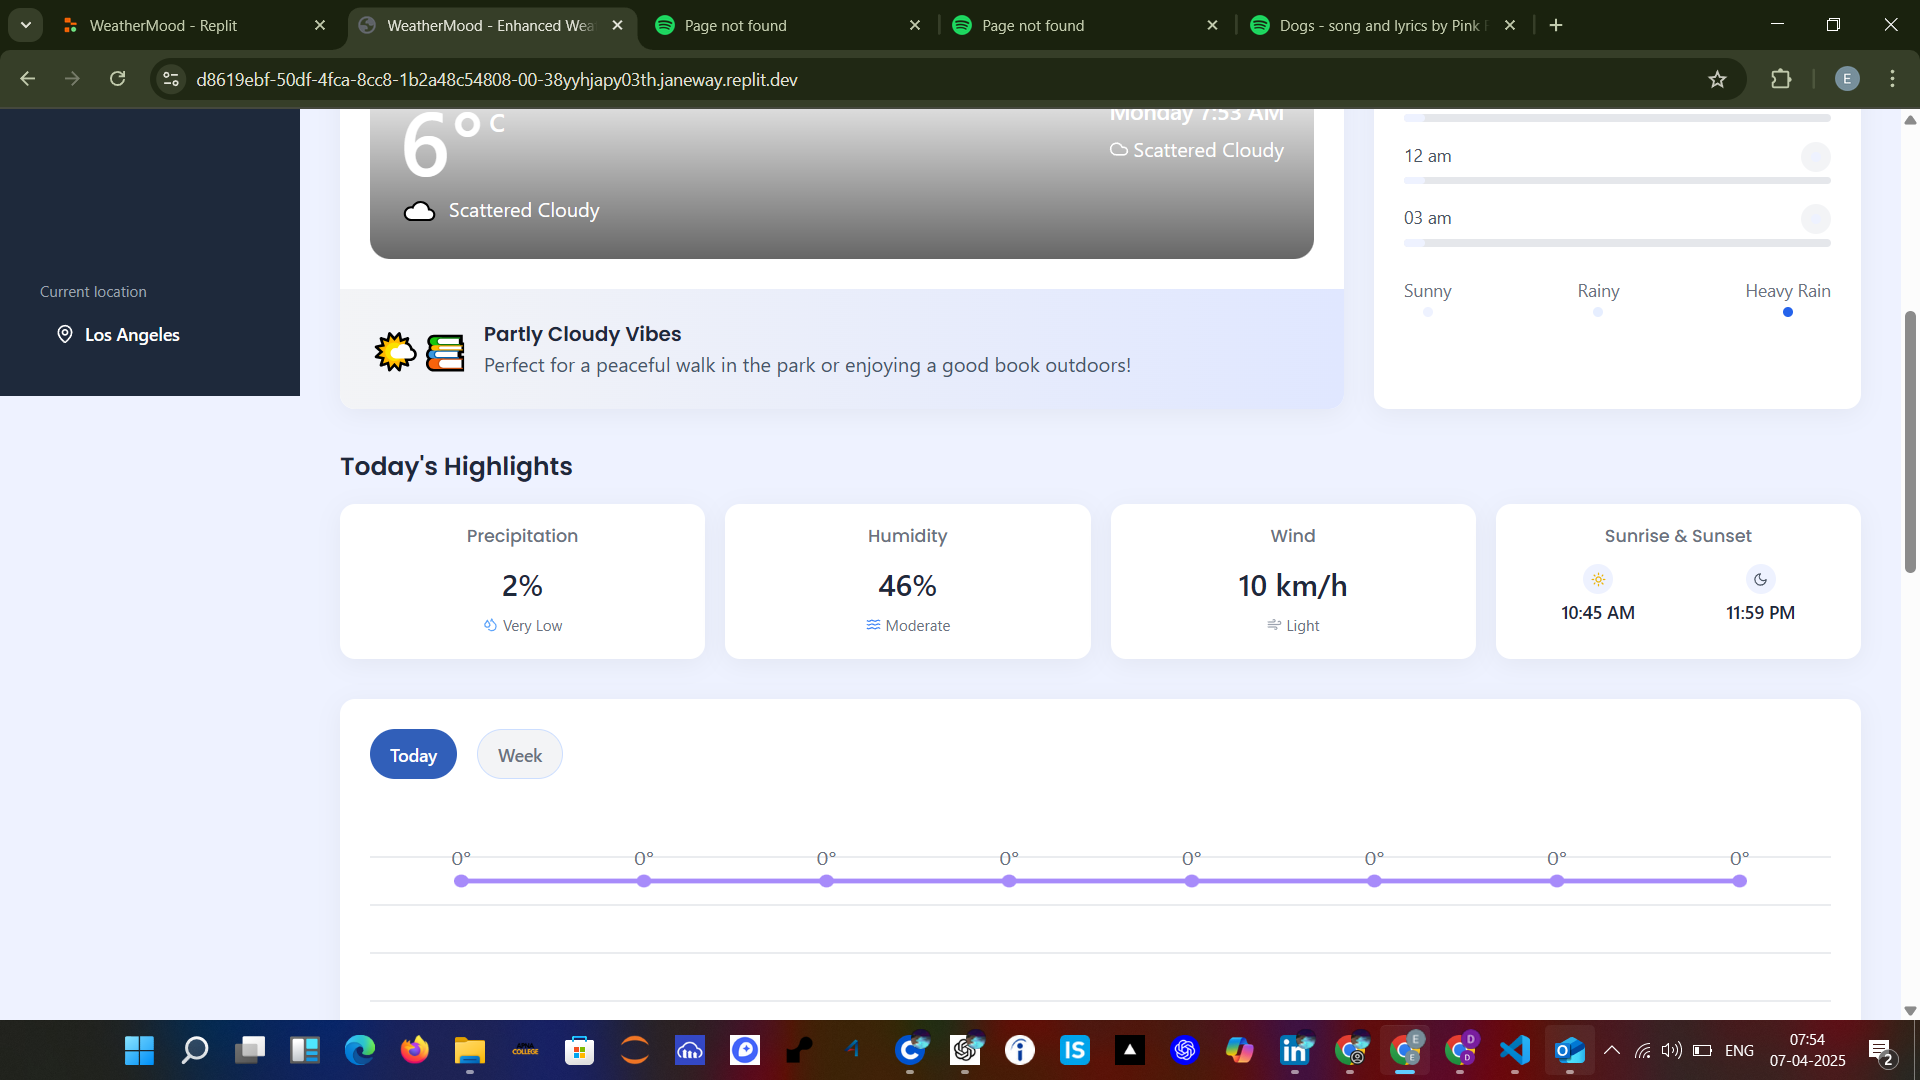 WeatherMood - Replit
WeatherMood - Enhanced Wea
Page not found
Page not found
Dogs - song and lyrics by Pink F
d8619ebf-50df-4fca-8cc8-1b2a48c54808-00-38yyhjapy03th.janeway.replit.dev
E
6° C
Monday 7:53 AM
Scattered Cloudy
Scattered Cloudy
12 am
03 am
Sunny
Rainy
Heavy Rain
Current location
Los Angeles
Partly Cloudy Vibes
Perfect for a peaceful walk in the park or enjoying a good book outdoors!
Today's Highlights
Precipitation
2%
Very Low
Humidity
46%
Moderate
Wind
10 km/h
Light
Sunrise & Sunset
10:45 AM
11:59 PM
Today
Week
0° 0° 0° 0° 0° 0° 0° 0°
APNA
COLLEGE
IS
in
E
E
D
D
ENG
07:54
07-04-2025
2